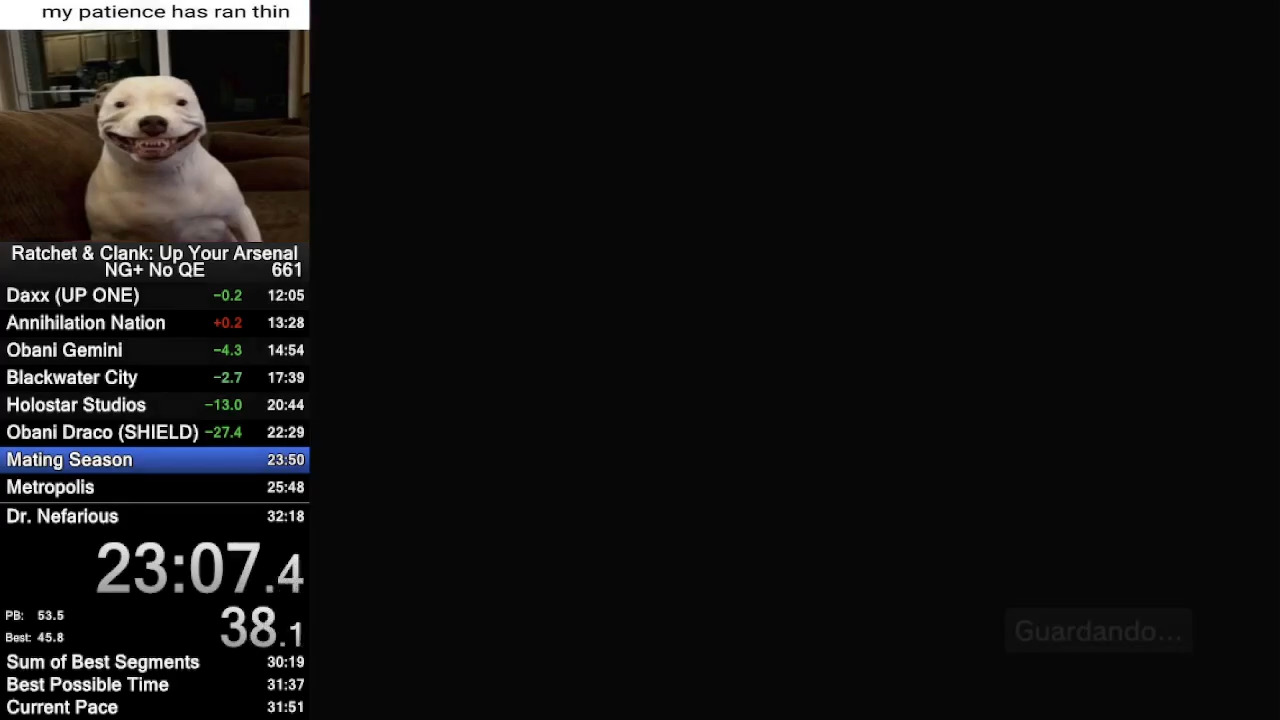 my patience has ran thin
Ratchet & Clank: Up Your Arsenal
NG+ No QE 661
Daxx (UP ONE) −0.2 12:05
Annihilation Nation +0.2 13:28
Obani Gemini −4.3 14:54
Blackwater City −2.7 17:39
Holostar Studios −13.0 20:44
Obani Draco (SHIELD) −27.4 22:29
Mating Season 23:50
Metropolis 25:48
Dr. Nefarious 32:18
23:07.4
PB: 53.5
38.1
Best: 45.8
Sum of Best Segments 30:19
Best Possible Time 31:37
Current Pace 31:51
Guardando...